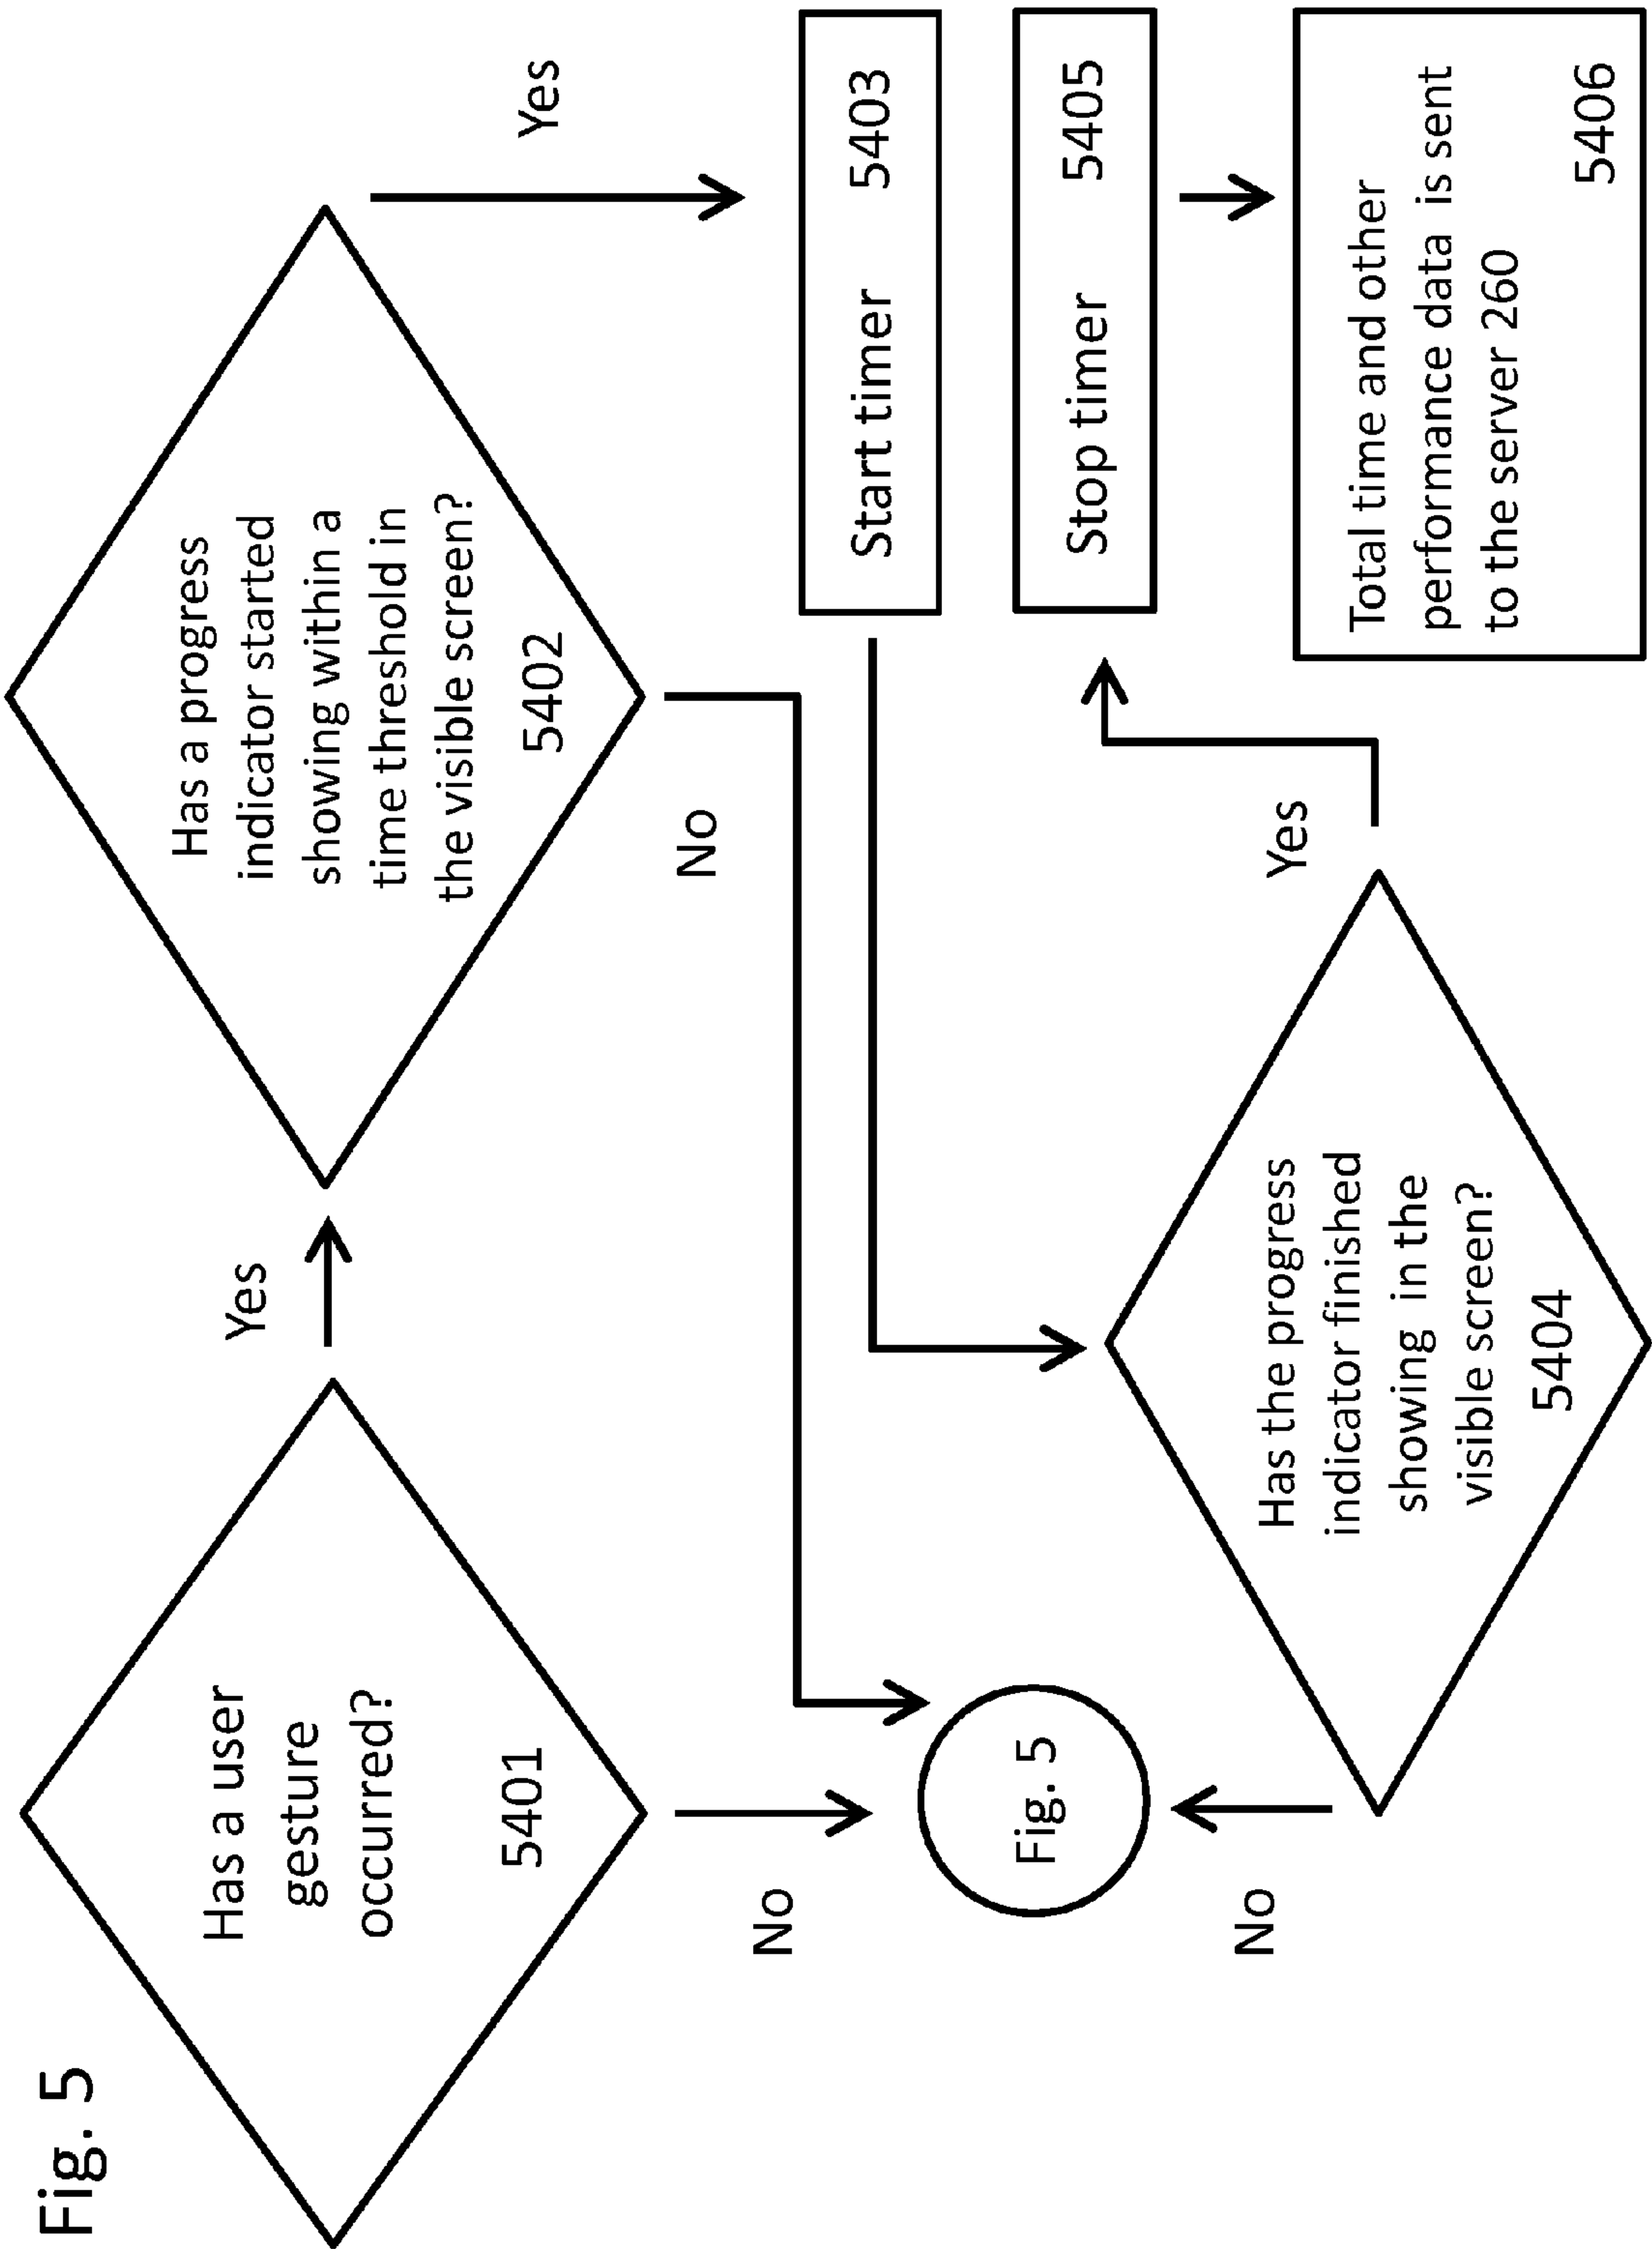 Fig. 5
Has a user
gesture
occurred?
5401
Yes
No
Has a progress
indicator started
showing within a
time threshold in
the visible screen?
5402
Yes
No
Start timer 5403
Fig. 5
Has the progress
indicator finished
showing in the
visible screen?
5404
No
Yes
Stop timer 5405
Total time and other
performance data is sent
to the server 260
5406